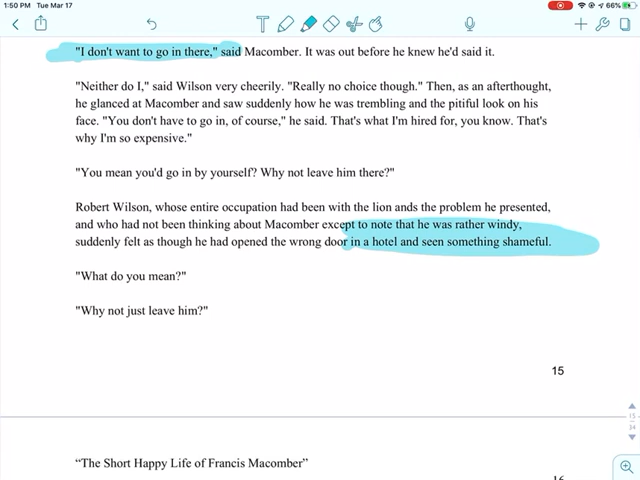 1:50 PM Tue Mar 17
66%
"I don't want to go in there," said Macomber. It was out before he knew he'd said it.
"Neither do I," said Wilson very cheerily. "Really no choice though." Then, as an afterthought,
he glanced at Macomber and saw suddenly how he was trembling and the pitiful look on his
face. "You don't have to go in, of course," he said. That's what I'm hired for, you know. That's
why I'm so expensive."
"You mean you'd go in by yourself? Why not leave him there?"
Robert Wilson, whose entire occupation had been with the lion ands the problem he presented,
and who had not been thinking about Macomber except to note that he was rather windy,
suddenly felt as though he had opened the wrong door in a hotel and seen something shameful.
"What do you mean?"
"Why not just leave him?"
15
15
34
“The Short Happy Life of Francis Macomber”
16